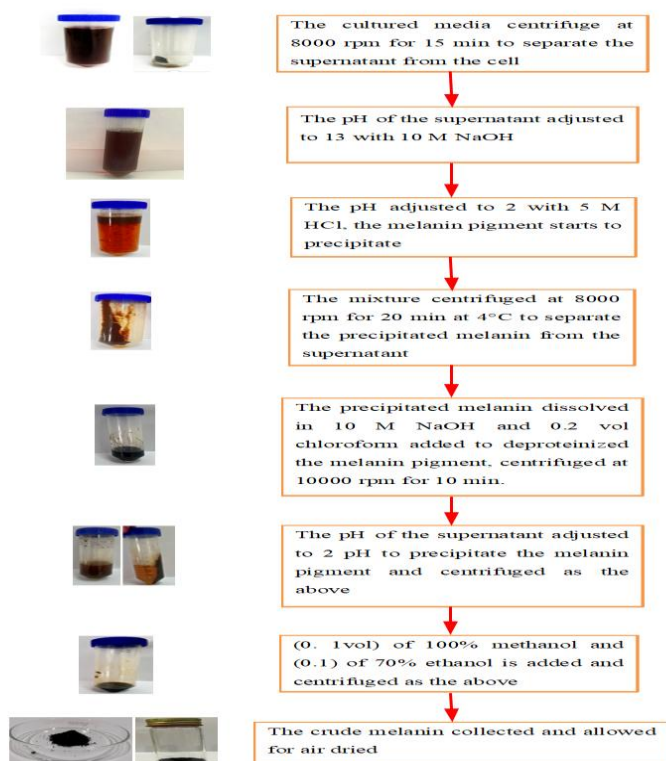 The cultured media centrifuge at
8000 rpm for 15 min to separate the
supernatant from the cell
The pH of the supernatant adjusted
to 13 with 10 M NaOH
The pH adjusted to 2 with 5 M
HCl, the melanin pigment starts to
precipitate
The mixture centrifuged at 8000
rpm for 20 min at 4°C to separate
the precipitated melanin from the
supernatant
The precipitated melanin dissolved
in 10 M NaOH and 0.2 vol
chloroform added to deproteinized
the melanin pigment, centrifuged at
10000 rpm for 10 min.
The pH of the supernatant adjusted
to 2 pH to precipitate the melanin
pigment and centrifuged as the
above
(0. 1vol) of 100% methanol and
(0.1) of 70% ethanol is added and
centrifuged as the above
The crude melanin collected and allowed
for air dried